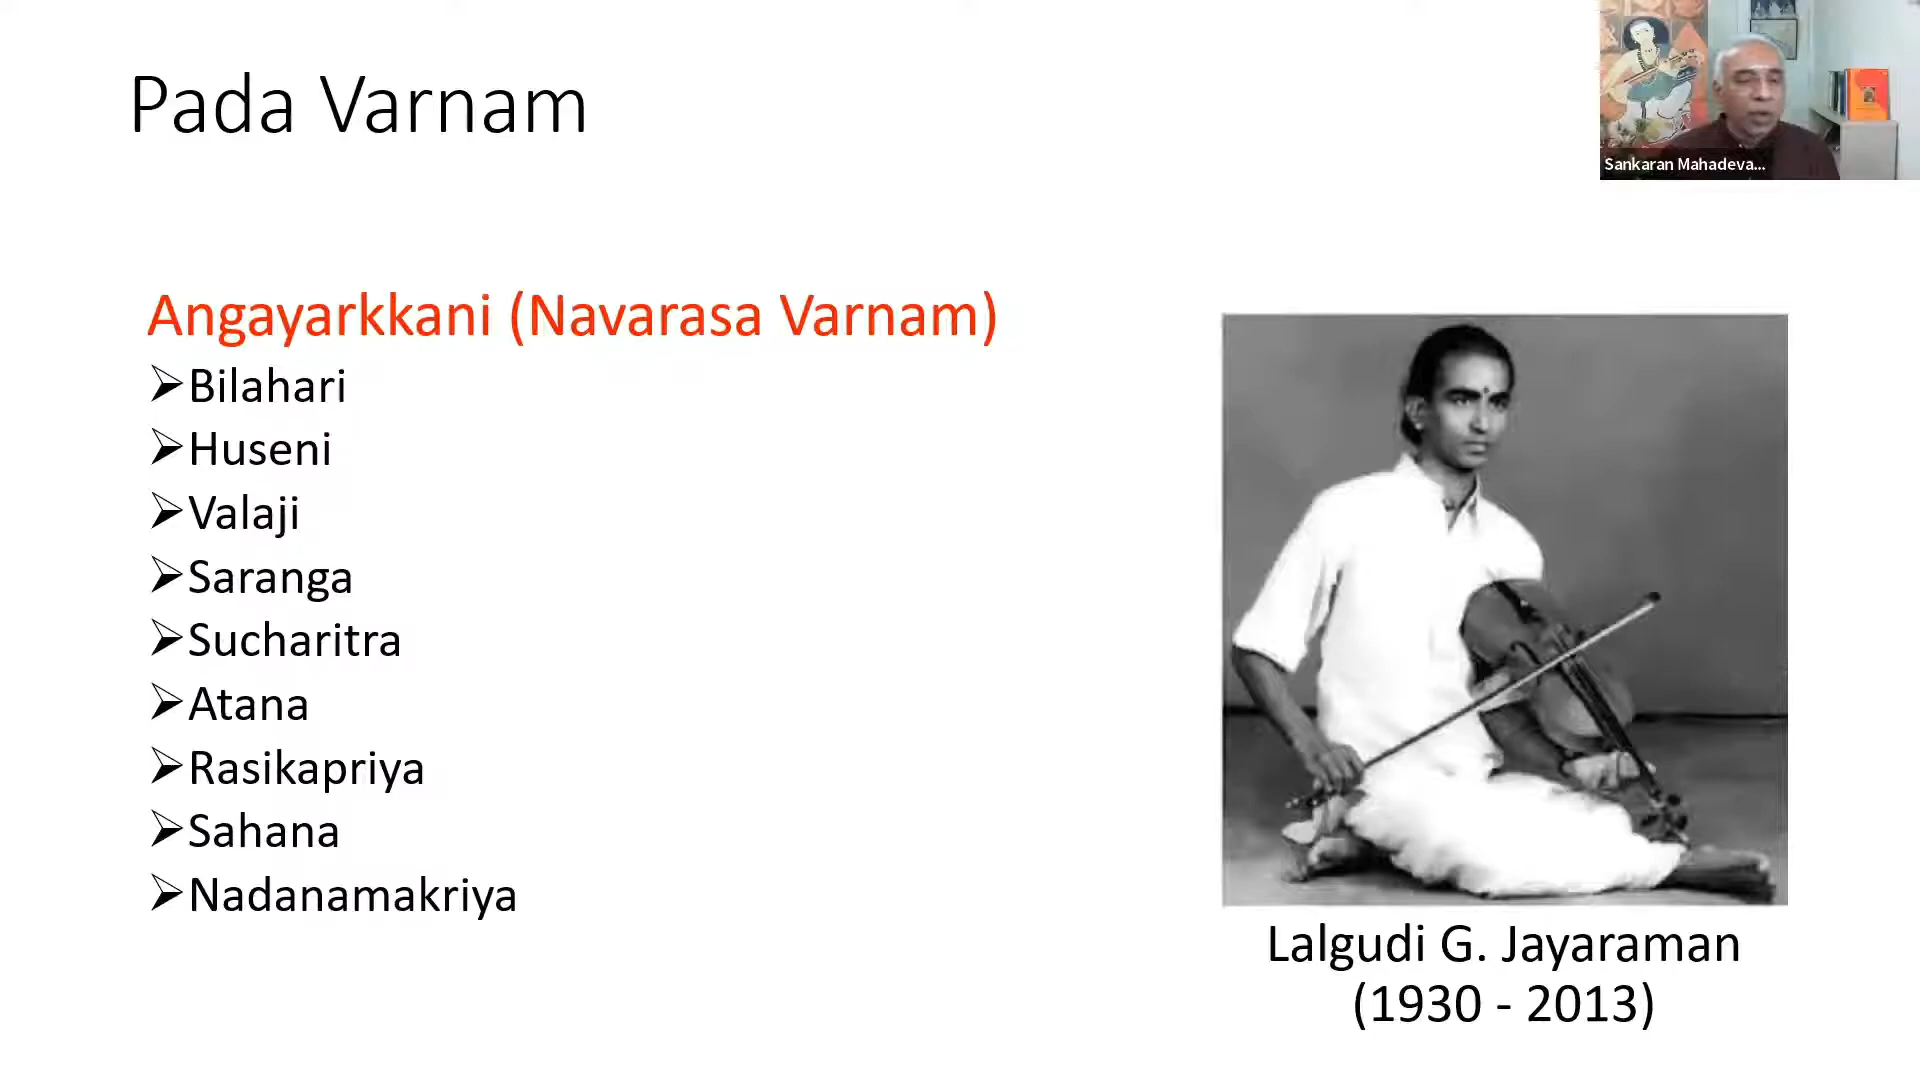 Pada Varnam
Sankaran Mahadeva...
Angayarkkani (Navarasa Varnam)
➢Bilahari
➢Huseni
➢Valaji
➢Saranga
➢Sucharitra
➢Atana
➢Rasikapriya
➢Sahana
➢Nadanamakriya
Lalgudi G. Jayaraman
(1930 - 2013)